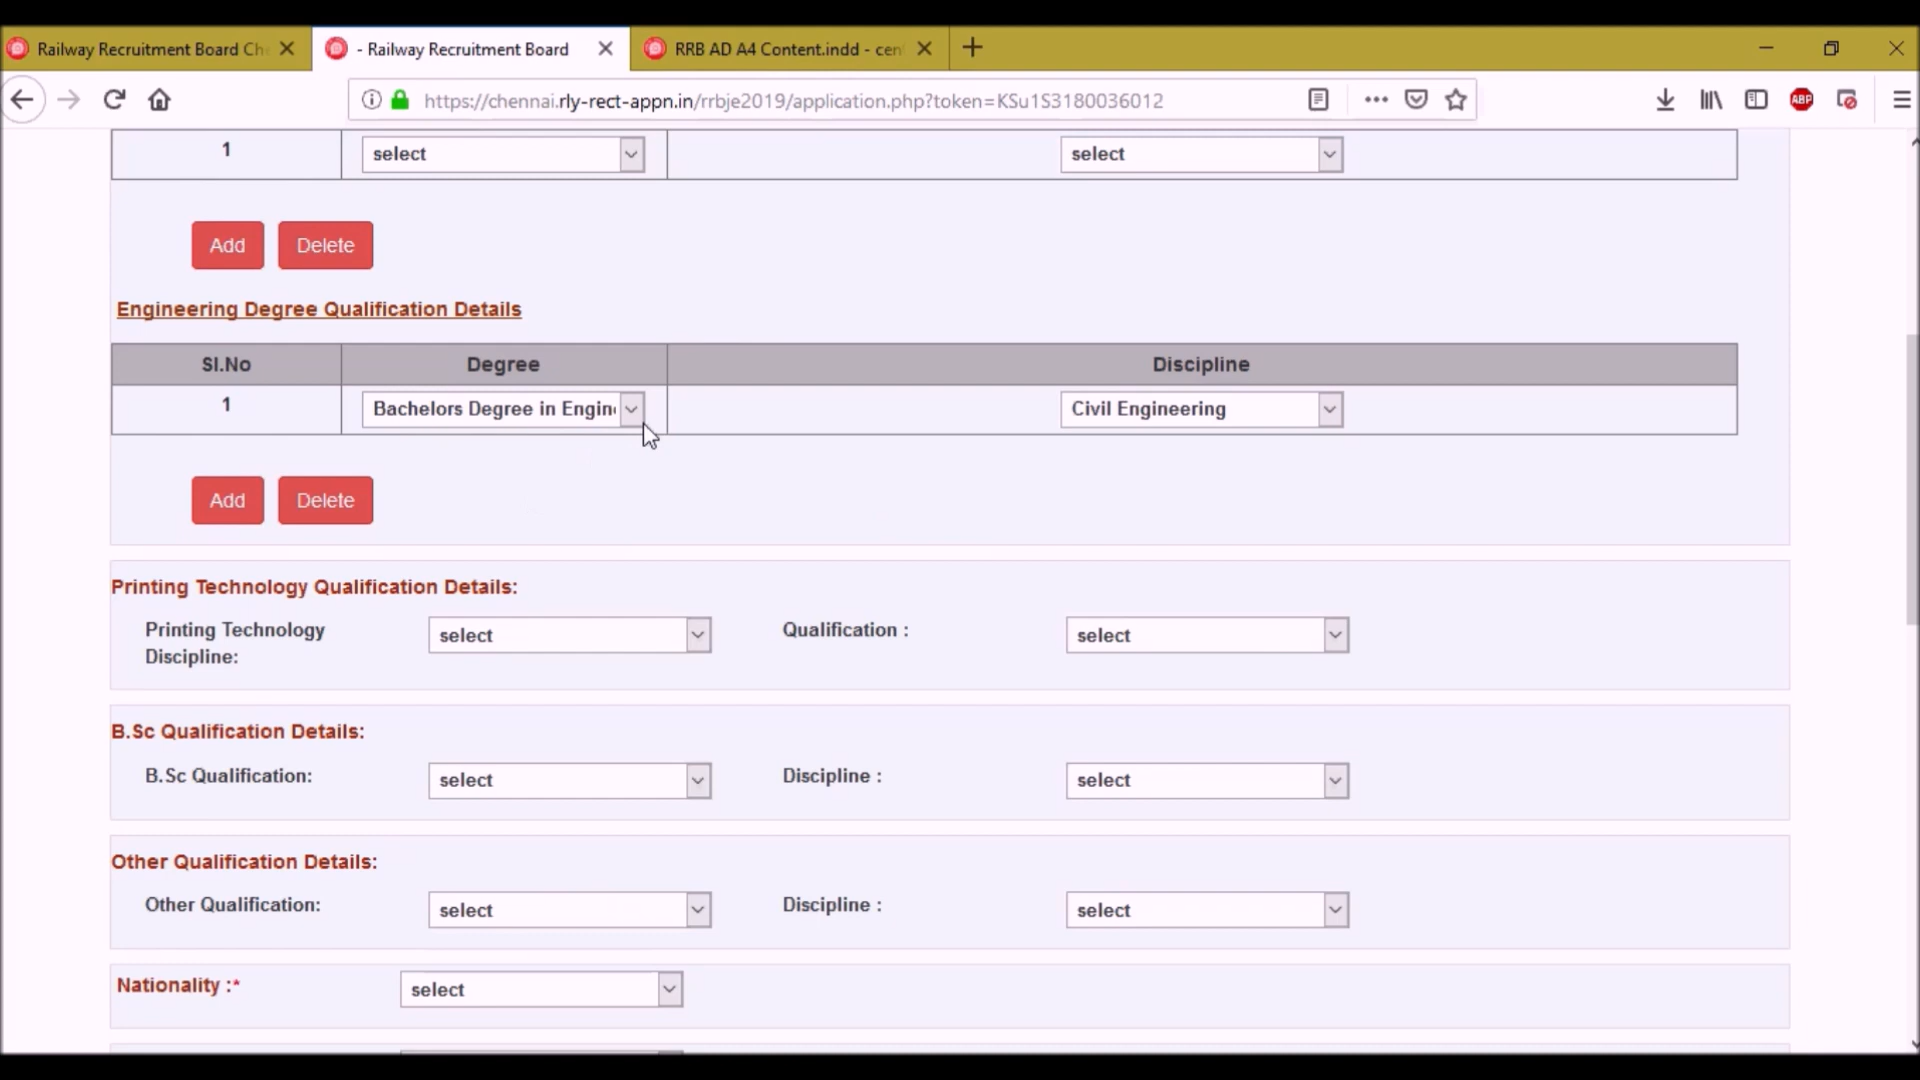 Railway Recruitment Board Ch
- Railway Recruitment Board
RRB AD A4 Content.indd - cen
https://chennai.rly-rect-appn.in/rrbje2019/application.php?token=KSu1S3180036012
ABP
1 select select
Add Delete
Engineering Degree Qualification Details
Sl.No Degree Discipline
1 Bachelors Degree in Engin Civil Engineering
Add Delete
Printing Technology Qualification Details:
Printing Technology Discipline: select Qualification : select
B.Sc Qualification Details:
B.Sc Qualification: select Discipline : select
Other Qualification Details:
Other Qualification: select Discipline : select
Nationality :* select